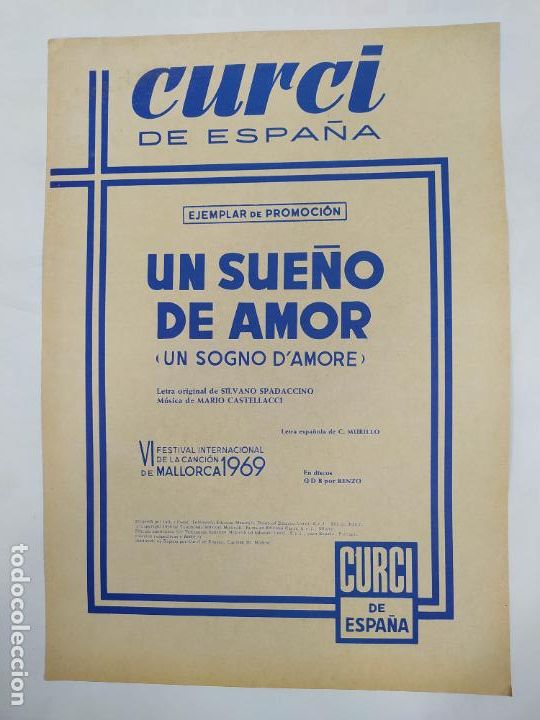 curci
DE ESPAÑA
EJEMPLAR DE PROMOCIÓN
UN SUEÑO
DE AMOR
(UN SOGNO D'AMORE)
Letra original de SILVANO SPADACCINO
Música de MARIO CASTELLACCI
Letra española de C. MURILLO
VI FESTIVAL INTERNACIONAL
DE LA CANCIÓN
DE MALLORCA 1969
En discos
QDB por RENZO
CURCI
DE
ESPAÑA
todocoleccion